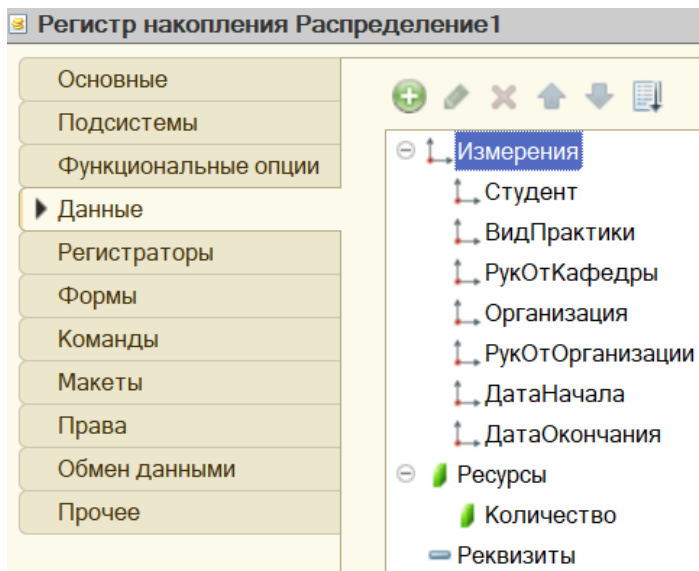 Регистр накопления Распределение1
Основные
Подсистемы
Функциональные опции
Данные
Регистраторы
Формы
Команды
Макеты
Права
Обмен данными
Прочее
Измерения
Студент
ВидПрактики
РукОтКафедры
Организация
РукОтОрганизации
ДатаНачала
ДатаОкончания
Ресурсы
Количество
Реквизиты